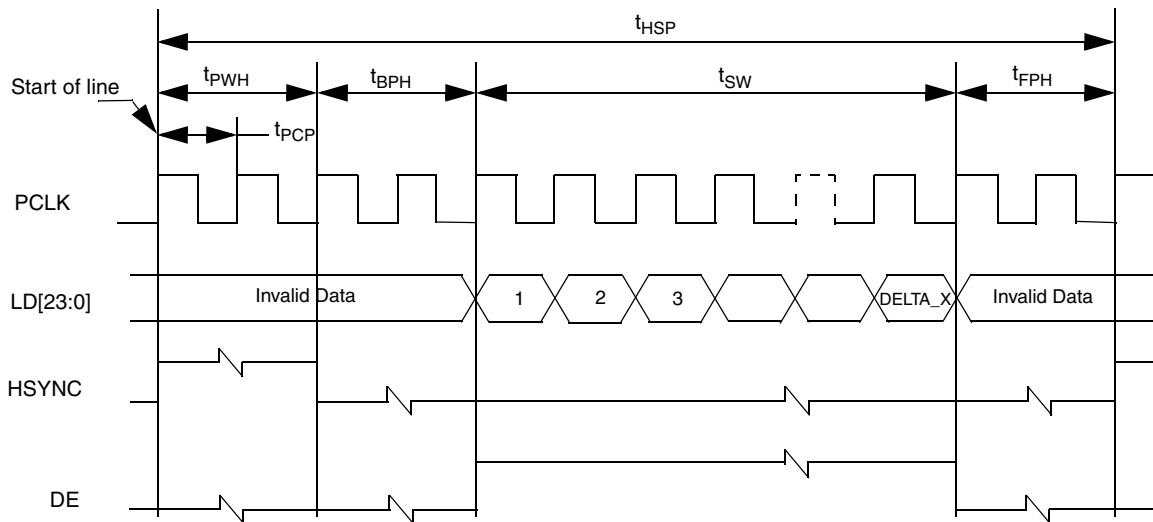 tHSP
Start of line
tPWH
tBPH
tSW
tFPH
tPCP
PCLK
LD[23:0]
Invalid Data
1
2
3
DELTA_X
Invalid Data
HSYNC
DE